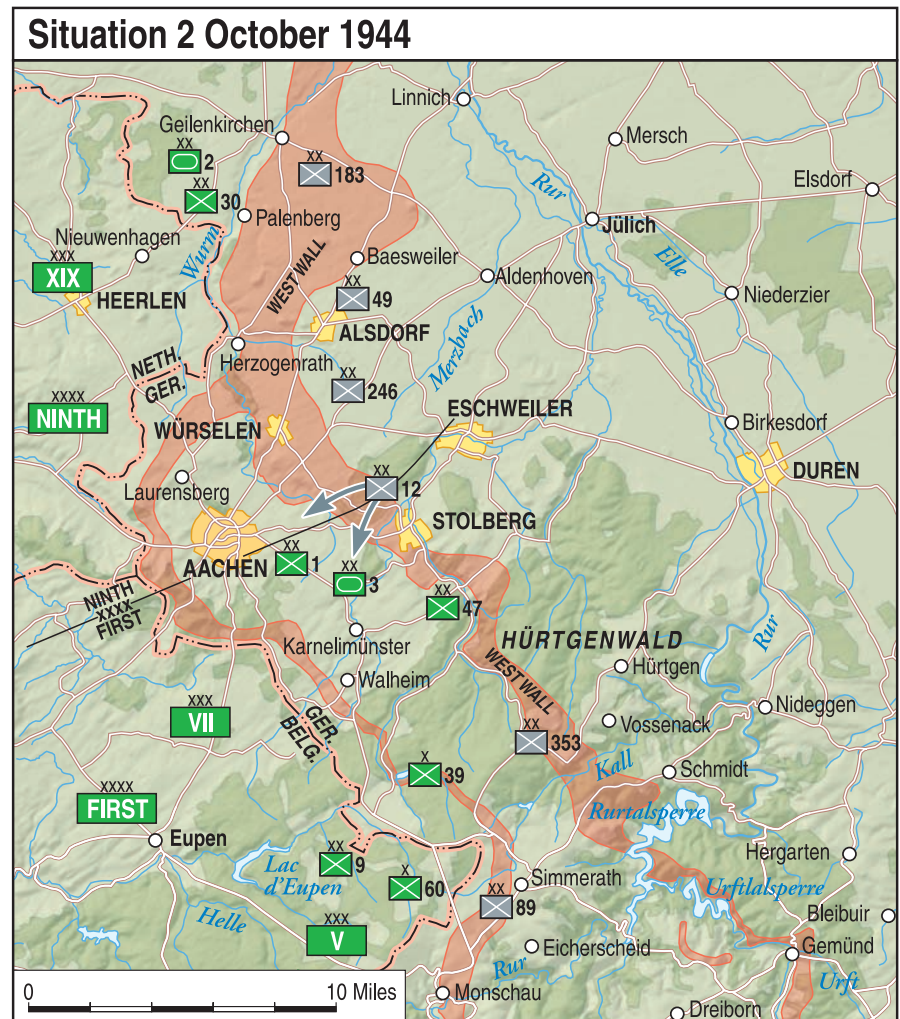 Situation 2 October 1944
Linnich
Geilenkirchen
Mersch
XX
2
XX
183
Elsdorf
XX
30
Rur
Palenberg
Jülich
Nieuwenhagen
Wurm
Baesweiler
Elle
XXX
XIX
WEST WALL
Aldenhoven
XX
49
Niederzier
HEERLEN
ALSDORF
Merzbach
Herzogenrath
NETH.
GER.
XX
246
XXXX
NINTH
ESCHWEILER
Birkesdorf
WÜRSELEN
DUREN
Laurensberg
XX
12
STOLBERG
AACHEN
XX
1
XX
3
NINTH
XXXX
FIRST
XX
47
Karnelimünster
HÜRTGENWALD
Rur
Hürtgen
Walheim
WEST WALL
Nideggen
XXX
VII
GER.
BELG.
Vossenack
XX
353
Kall
Schmidt
X
39
XXXX
FIRST
Rurtalsperre
Eupen
Hergarten
XX
9
Lac
d'Eupen
X
60
Simmerath
Urftlalsperre
XX
89
Bleibuir
Helle
XXX
V
Eicherscheid
Gemünd
Rur
Urft
0
10 Miles
Monschau
Dreiborn